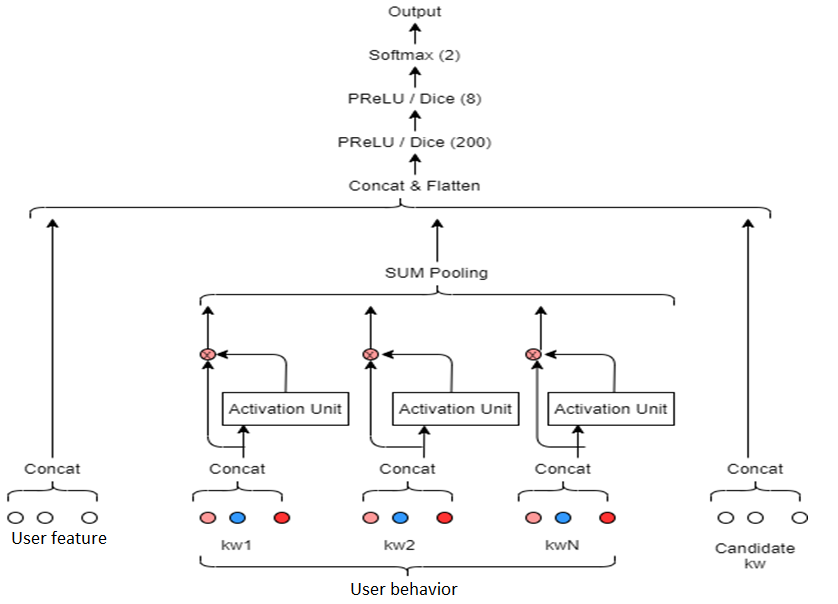 Output
Softmax (2)
PReLU / Dice (8)
PReLU / Dice (200)
Concat & Flatten
SUM Pooling
x x x
Activation Unit Activation Unit Activation Unit
Concat Concat Concat Concat Concat
User feature
kw1 kw2 kwN
Candidate
kw
User behavior